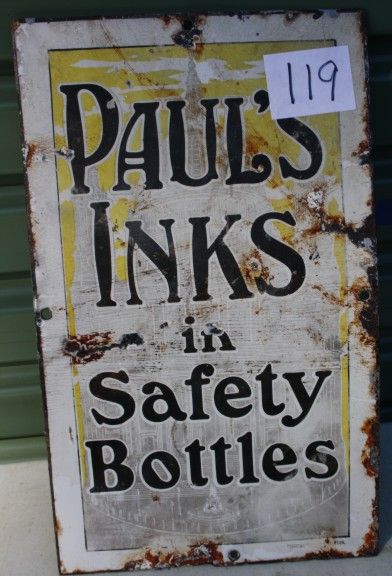 119
PAUL'S
INKS
in
Safety
Bottles